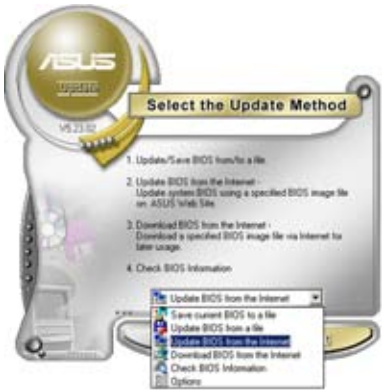 ASUS
Update
V5.23.02
Select the Update Method
1. Update/Save BIOS from/to a file.
2. Update BIOS from the Internet -
Update system BIOS using a specified BIOS image file
on ASUS Web Site.
3. Download BIOS from the Internet -
Download a specified BIOS image file via Internet for
later usage.
4. Check BIOS Information
Update BIOS from the Internet
Save current BIOS to a file
Update BIOS from a file
Update BIOS from the Internet
Download BIOS from the Internet
Check BIOS Information
Options